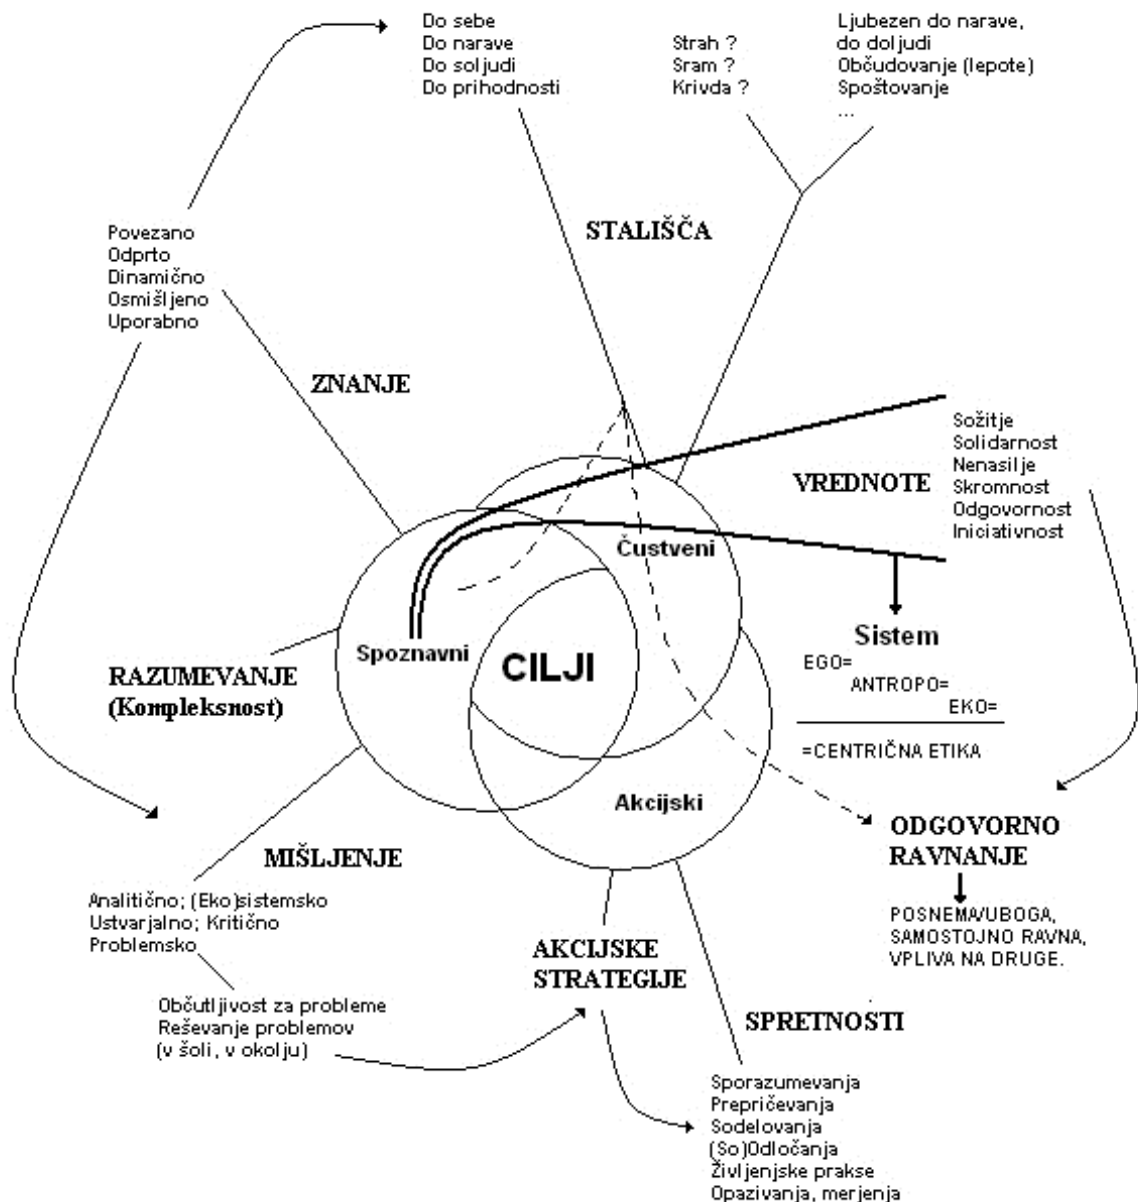 Do sebe
Do narave
Do soljudi
Do prihodnosti
Strah ?
Sram ?
Krivda ?
Ljubezen do narave,
do doljudi
Občudovanje (lepote)
Spoštovanje
...
STALIŠČA
Povezano
Odprto
Dinamično
Osmišljeno
Uporabno
ZNANJE
VREDNOTE
Sožitje
Solidarnost
Nenasilje
Skromnost
Odgovornost
Iniciativnost
Čustveni
Spoznavni
CILJI
Akcijski
Sistem
EGO=
ANTROPO=
EKO=
=CENTRIČNA ETIKA
RAZUMEVANJE
(Kompleksnost)
MIŠLJENJE
Analitično; (Eko)sistemsko
Ustvarjalno; Kritično
Problemsko
Občutljivost za probleme
Reševanje problemov
(v šoli, v okolju)
AKCIJSKE
STRATEGIJE
ODGOVORNO
RAVNANJE
POSNEMA/UBOGA,
SAMOSTOJNO RAVNA,
VPLIVA NA DRUGE.
SPRETNOSTI
Sporazumevanja
Prepričevanja
Sodelovanja
(So)Odločanja
Življenjske prakse
Opazivanja, merjenja